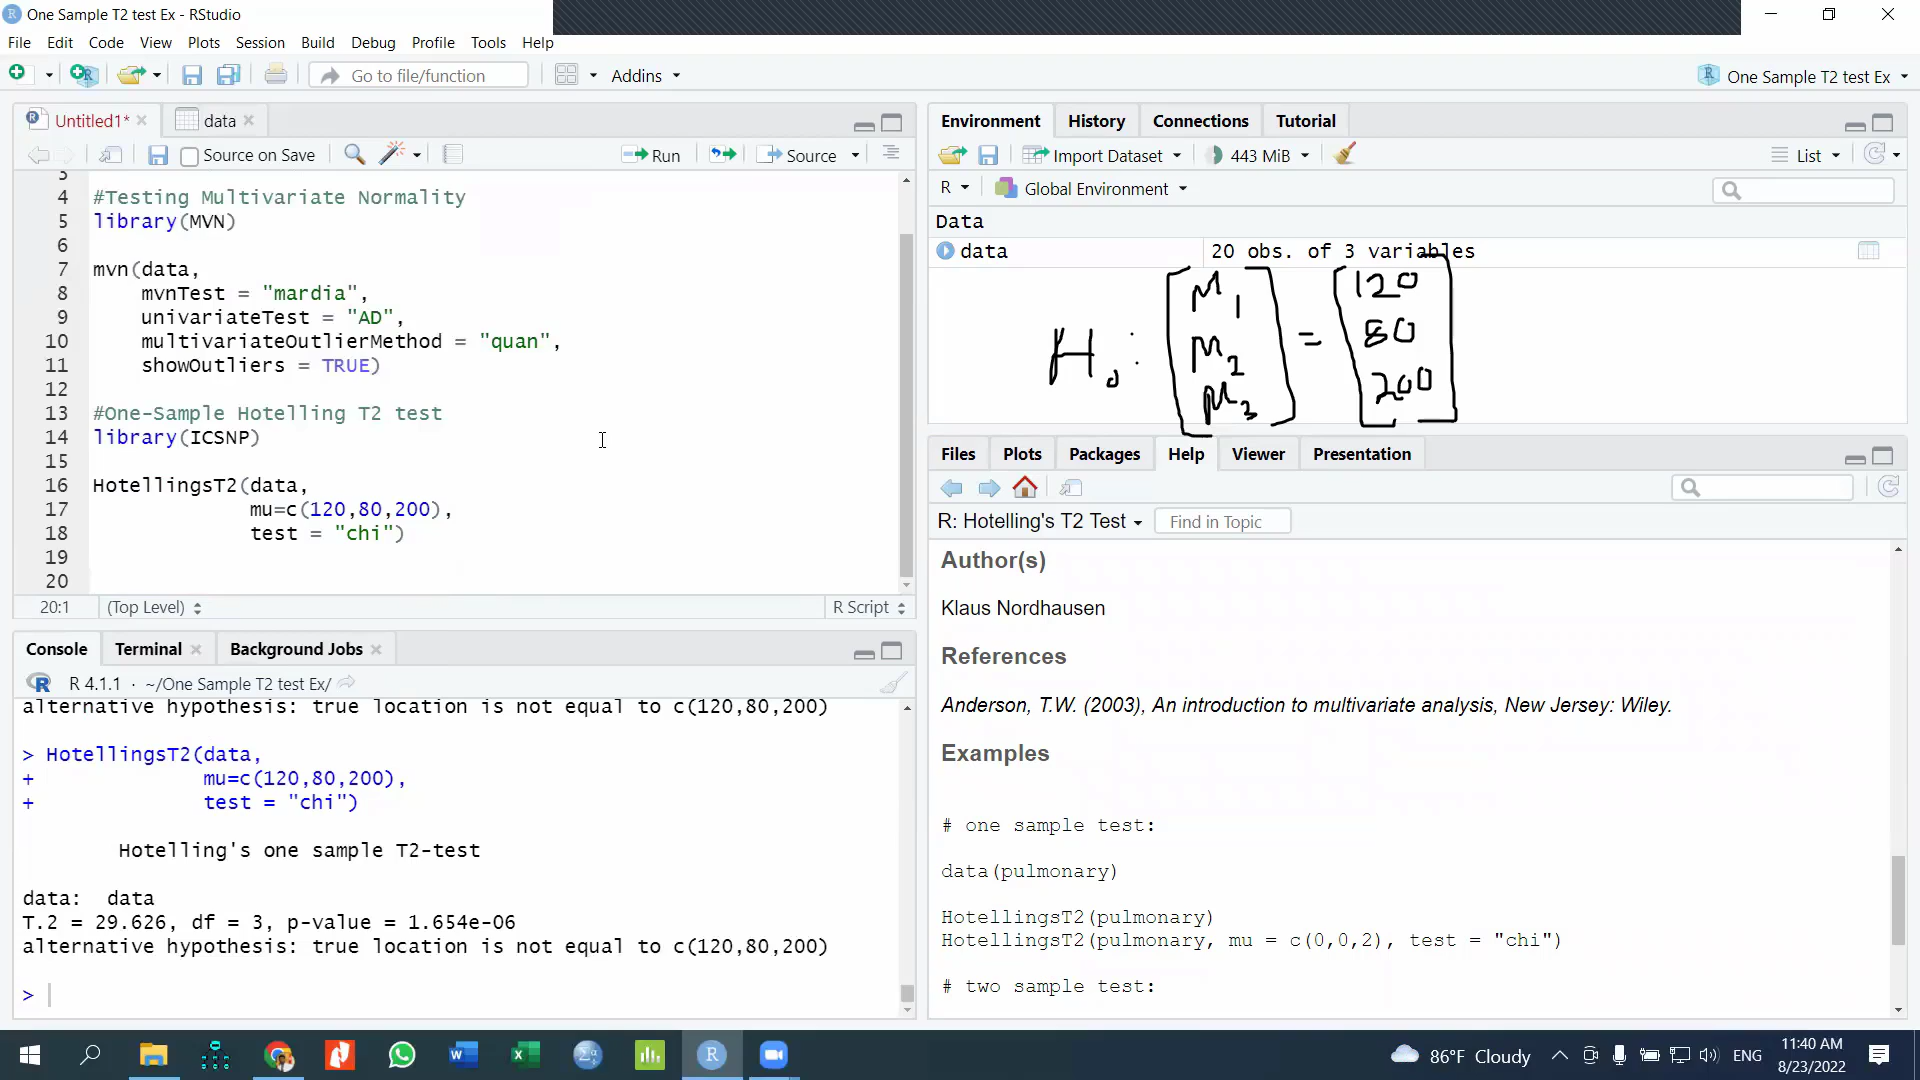 One Sample T2 test Ex - RStudio
File Edit Code View Plots Session Build Debug Profile Tools Help
Go to file/function Addins One Sample T2 test Ex
Untitled1* data
Source on Save Run Source
3
4 #Testing Multivariate Normality
5 library(MVN)
6
7 mvn(data,
8 mvnTest = "mardia",
9 univariateTest = "AD",
10 multivariateOutlierMethod = "quan",
11 showOutliers = TRUE)
12
13 #One-Sample Hotelling T2 test
14 library(ICSNP)
15
16 HotellingsT2(data,
17 mu=c(120,80,200),
18 test = "chi")
19
20
20:1 (Top Level) R Script
Console Terminal Background Jobs
R 4.1.1 · ~/One Sample T2 test Ex/
alternative hypothesis: true location is not equal to c(120,80,200)
> HotellingsT2(data,
+ mu=c(120,80,200),
+ test = "chi")
Hotelling's one sample T2-test
data: data
T.2 = 29.626, df = 3, p-value = 1.654e-06
alternative hypothesis: true location is not equal to c(120,80,200)
>
Environment History Connections Tutorial
Import Dataset 443 MiB List
R Global Environment
Data
data 20 obs. of 3 variables
M1 120
H0 : M2 = 80
M3 200
Files Plots Packages Help Viewer Presentation
R: Hotelling's T2 Test Find in Topic
Author(s)
Klaus Nordhausen
References
Anderson, T.W. (2003), An introduction to multivariate analysis, New Jersey: Wiley.
Examples
# one sample test:
data(pulmonary)
HotellingsT2(pulmonary)
HotellingsT2(pulmonary, mu = c(0,0,2), test = "chi")
# two sample test:
86°F Cloudy ENG 11:40 AM
8/23/2022